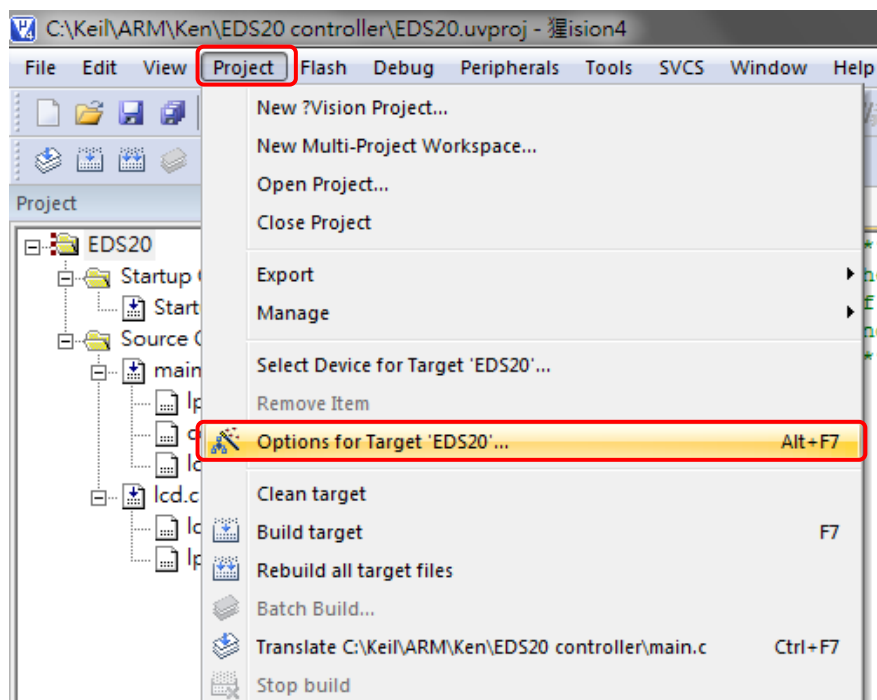 C:\Keil\ARM\Ken\EDS20 controller\EDS20.uvproj - 猩ision4
File Edit View Project Flash Debug Peripherals Tools SVCS Window Help
New ?Vision Project...
New Multi-Project Workspace...
Open Project...
Project
Close Project
EDS20
Startup
Export
Manage
Source
Select Device for Target 'EDS20'...
main
Remove Item
Options for Target 'EDS20'... Alt+F7
Clean target
lcd.c
Build target F7
Rebuild all target files
Batch Build...
Translate C:\Keil\ARM\Ken\EDS20 controller\main.c Ctrl+F7
Stop build